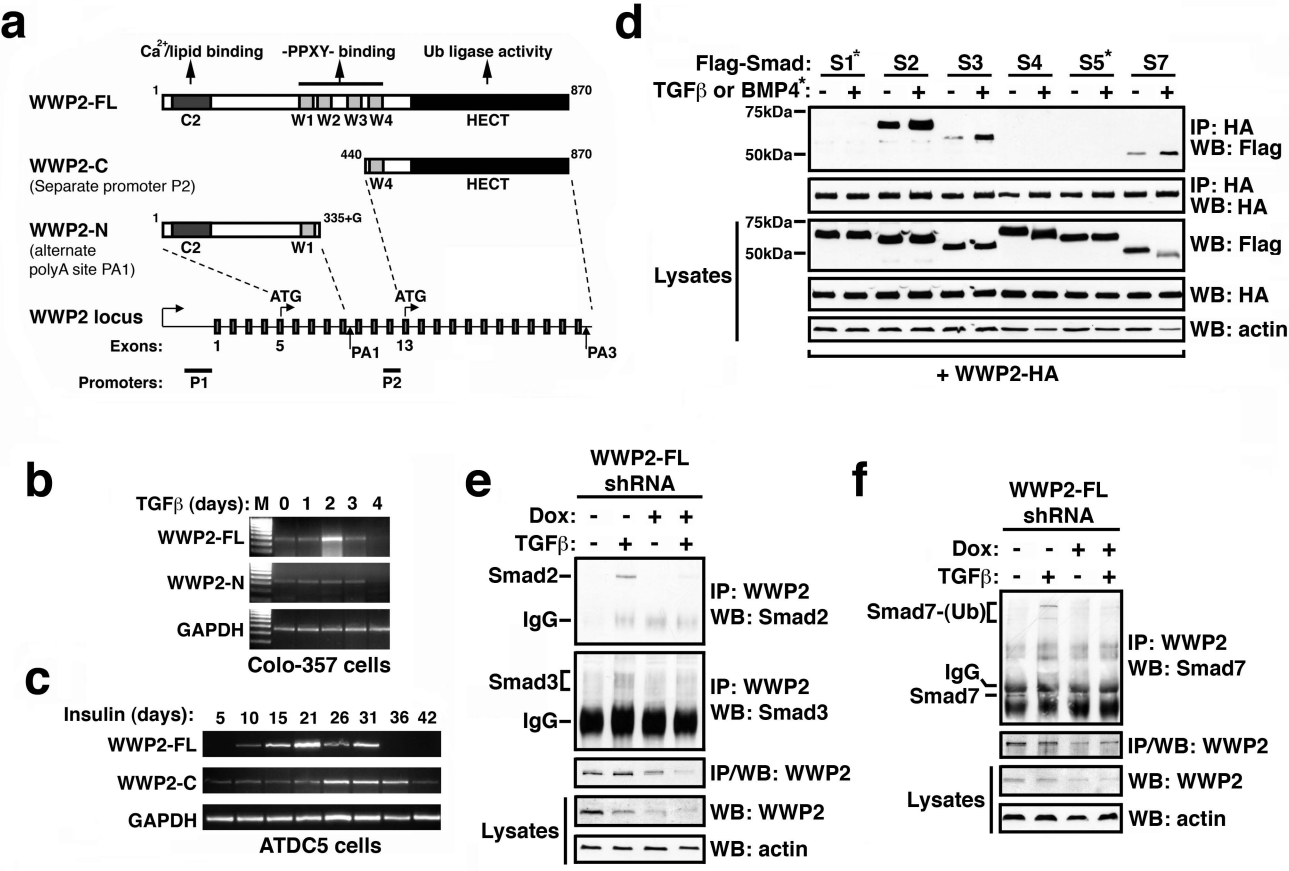 a
Ca2+/lipid binding -PPXY- binding Ub ligase activity
WWP2-FL 1 870
C2 W1 W2 W3 W4 HECT
WWP2-C 440 870
(Separate promoter P2)
W4 HECT
WWP2-N 1 335+G
(alternate
polyA site PA1)
C2 W1
ATG ATG
WWP2 locus
Exons: 1 5 PA1 13 PA3
Promoters: P1 P2
b
TGFβ (days): M 0 1 2 3 4
WWP2-FL
WWP2-N
GAPDH
Colo-357 cells
c
Insulin (days): 5 10 15 21 26 31 36 42
WWP2-FL
WWP2-C
GAPDH
ATDC5 cells
d
Flag-Smad: S1* S2 S3 S4 S5* S7
TGFβ or BMP4*: - + - + - + - + - + - +
75kDa
50kDa
IP: HA
WB: Flag
IP: HA
WB: HA
75kDa
50kDa
WB: Flag
Lysates
WB: HA
WB: actin
+ WWP2-HA
e
WWP2-FL
shRNA
Dox: - - + +
TGFβ: - + - +
Smad2
IgG
IP: WWP2
WB: Smad2
Smad3
IgG
IP: WWP2
WB: Smad3
IP/WB: WWP2
Lysates
WB: WWP2
WB: actin
f
WWP2-FL
shRNA
Dox: - - + +
TGFβ: - + - +
Smad7-(Ub)
IgG
Smad7
IP: WWP2
WB: Smad7
IP/WB: WWP2
Lysates
WB: WWP2
WB: actin